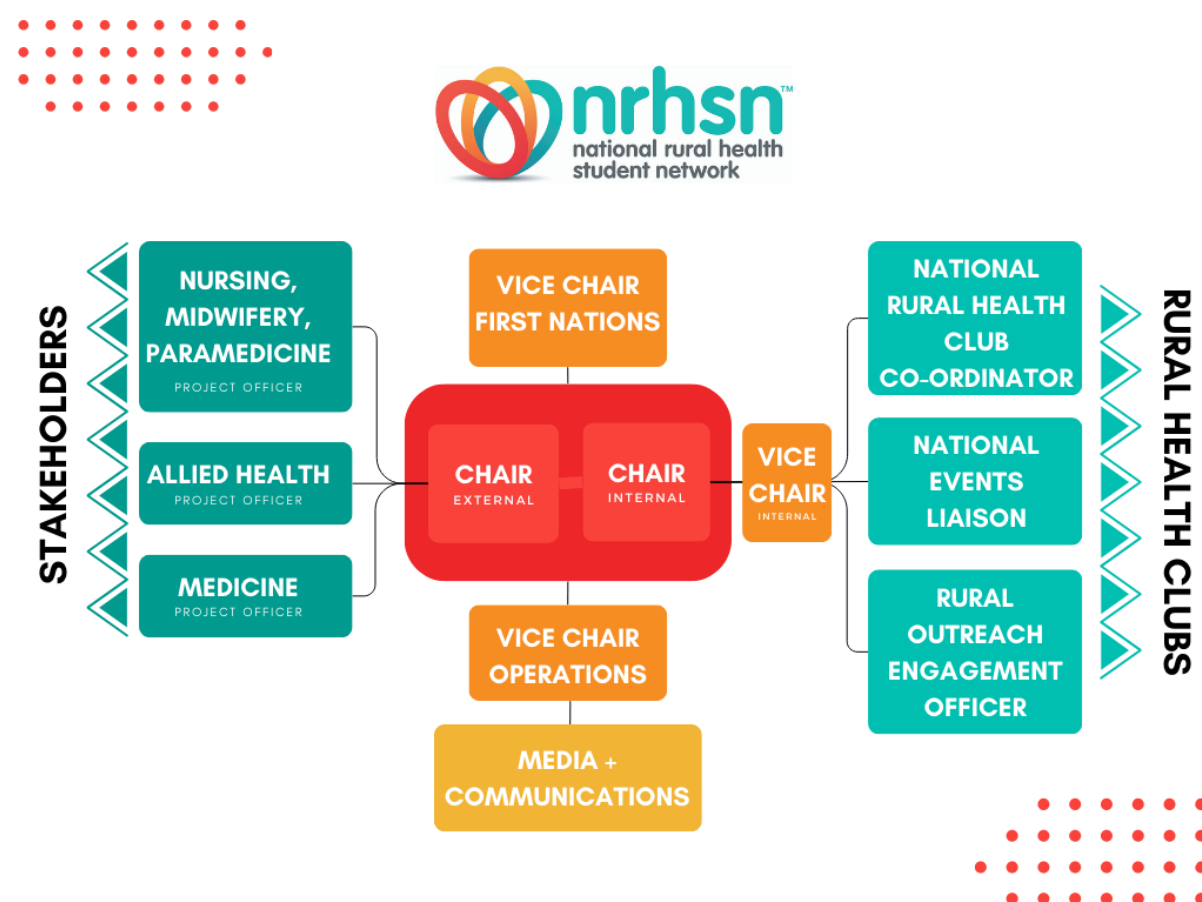 nrhsn™
national rural health
student network
STAKEHOLDERS
NURSING,
MIDWIFERY,
PARAMEDICINE
PROJECT OFFICER
ALLIED HEALTH
PROJECT OFFICER
MEDICINE
PROJECT OFFICER
VICE CHAIR
FIRST NATIONS
CHAIR
EXTERNAL
CHAIR
INTERNAL
VICE
CHAIR
INTERNAL
VICE CHAIR
OPERATIONS
MEDIA +
COMMUNICATIONS
NATIONAL
RURAL HEALTH
CLUB
CO-ORDINATOR
NATIONAL
EVENTS
LIAISON
RURAL
OUTREACH
ENGAGEMENT
OFFICER
RURAL HEALTH CLUBS